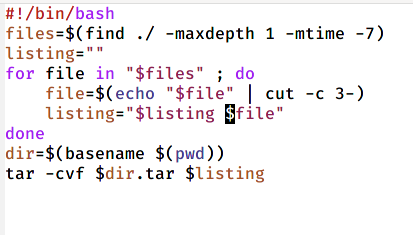 #!/bin/bash
files=$(find ./ -maxdepth 1 -mtime -7)
listing=""
for file in "$files" ; do
    file=$(echo "$file" | cut -c 3-)
    listing="$listing $file"
done
dir=$(basename $(pwd))
tar -cvf $dir.tar $listing